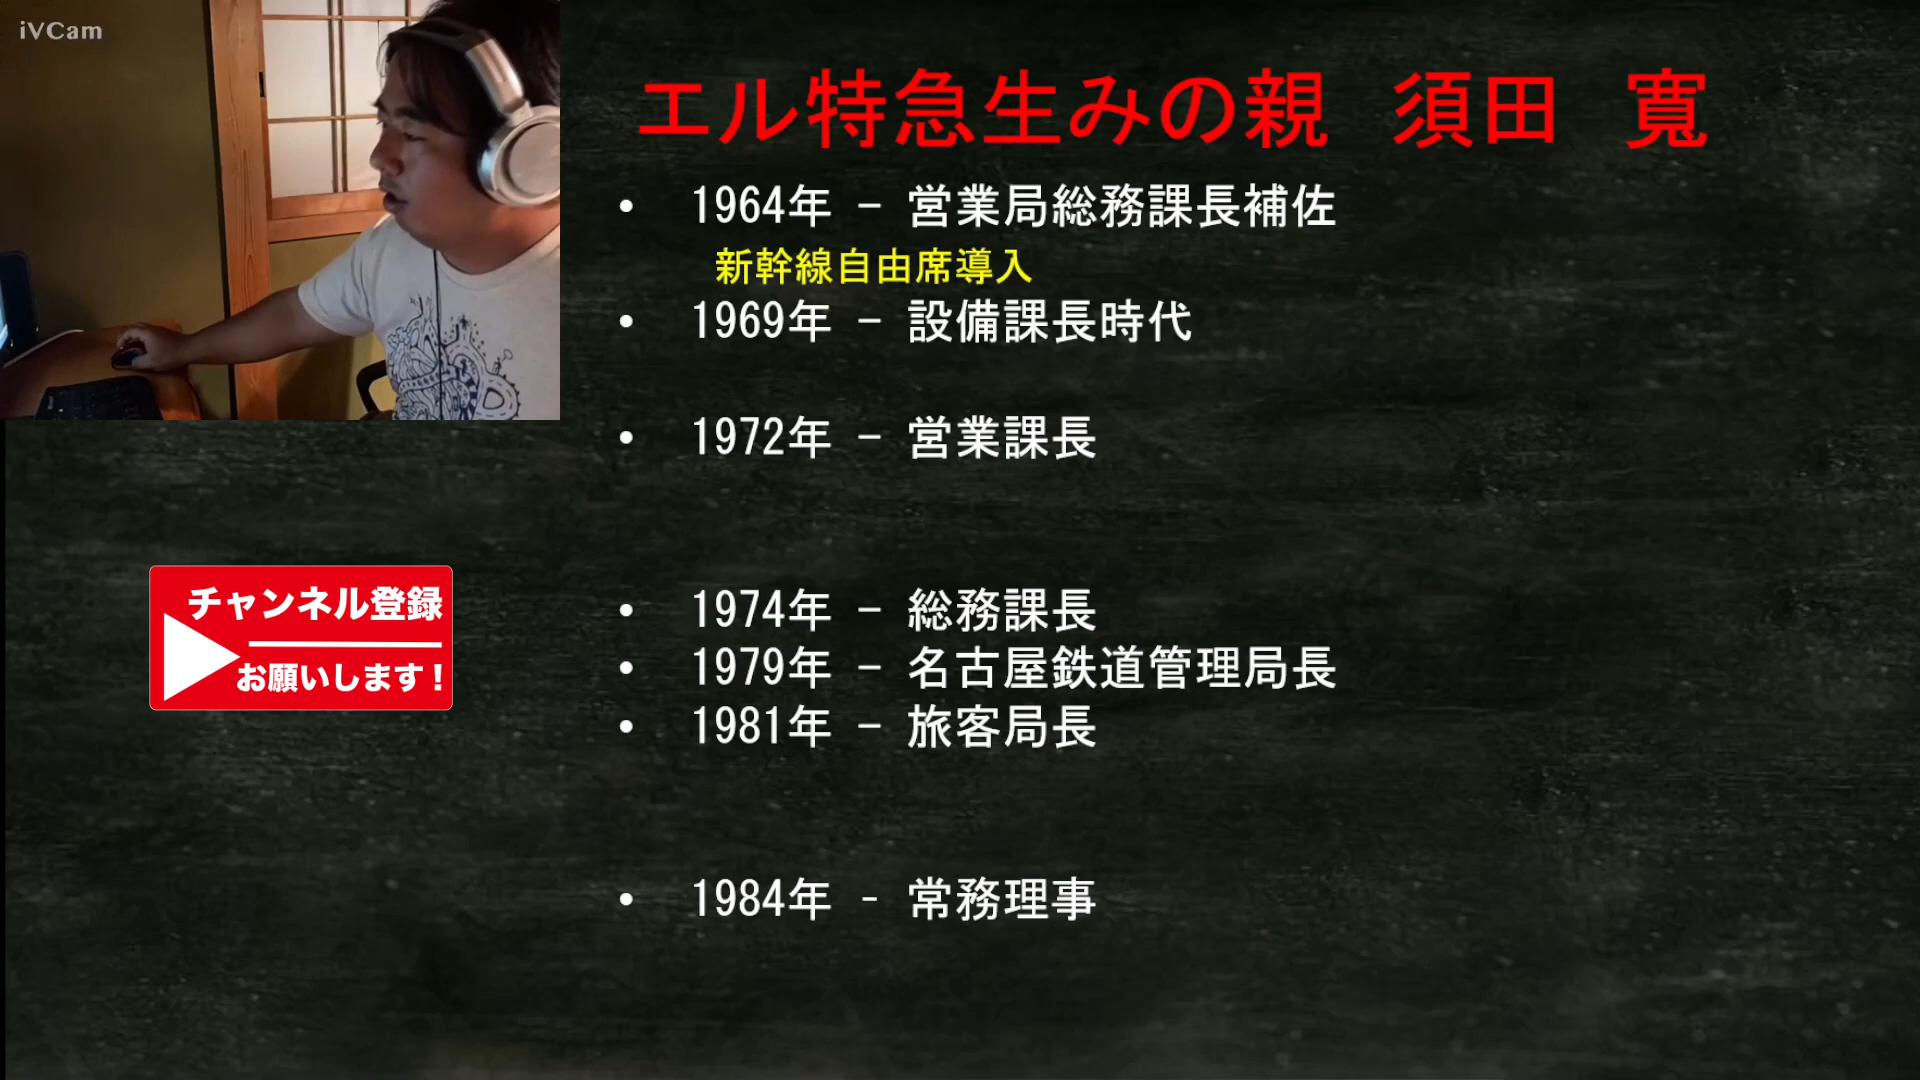 iVCam
エル特急生みの親　須田　寛
• 1964年 － 営業局総務課長補佐
新幹線自由席導入
• 1969年 － 設備課長時代
• 1972年 － 営業課長
• 1974年 － 総務課長
• 1979年 － 名古屋鉄道管理局長
• 1981年 － 旅客局長
• 1984年 - 常務理事
チャンネル登録
お願いします！